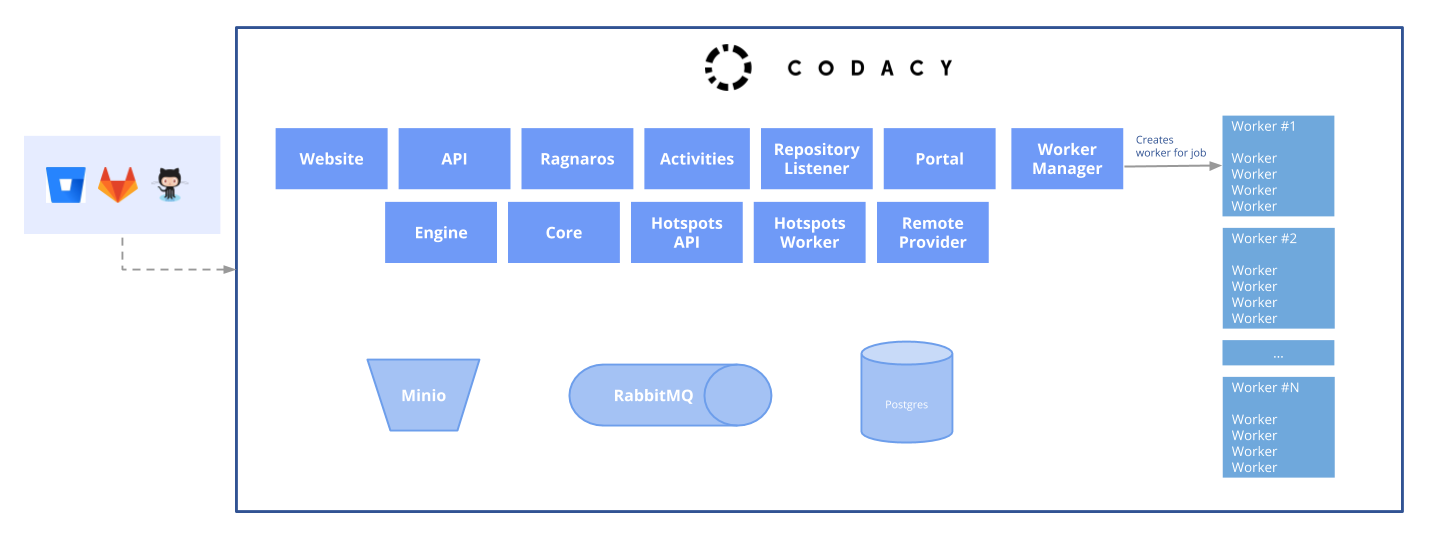 CODACY
Website
API
Ragnaros
Activities
Repository
Listener
Portal
Worker
Manager
Creates
worker for job
Engine
Core
Hotspots
API
Hotspots
Worker
Remote
Provider
Worker #1
Worker
Worker
Worker
Worker
Worker #2
Worker
Worker
Worker
Worker
...
Worker #N
Worker
Worker
Worker
Worker
Minio
RabbitMQ
Postgres